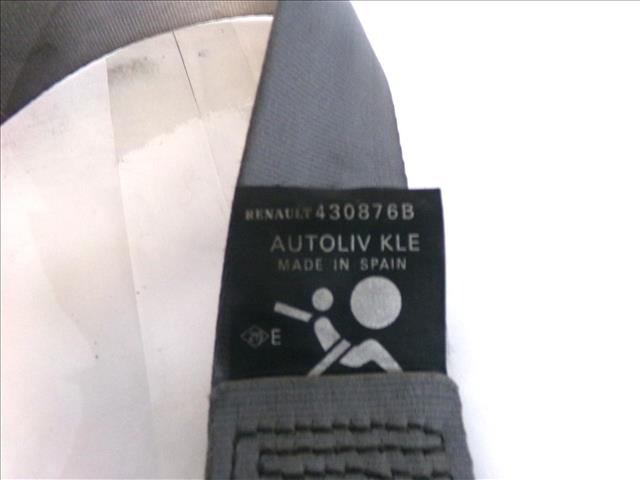 RENAULT 430876B
AUTOLIV KLE
MADE IN SPAIN
E